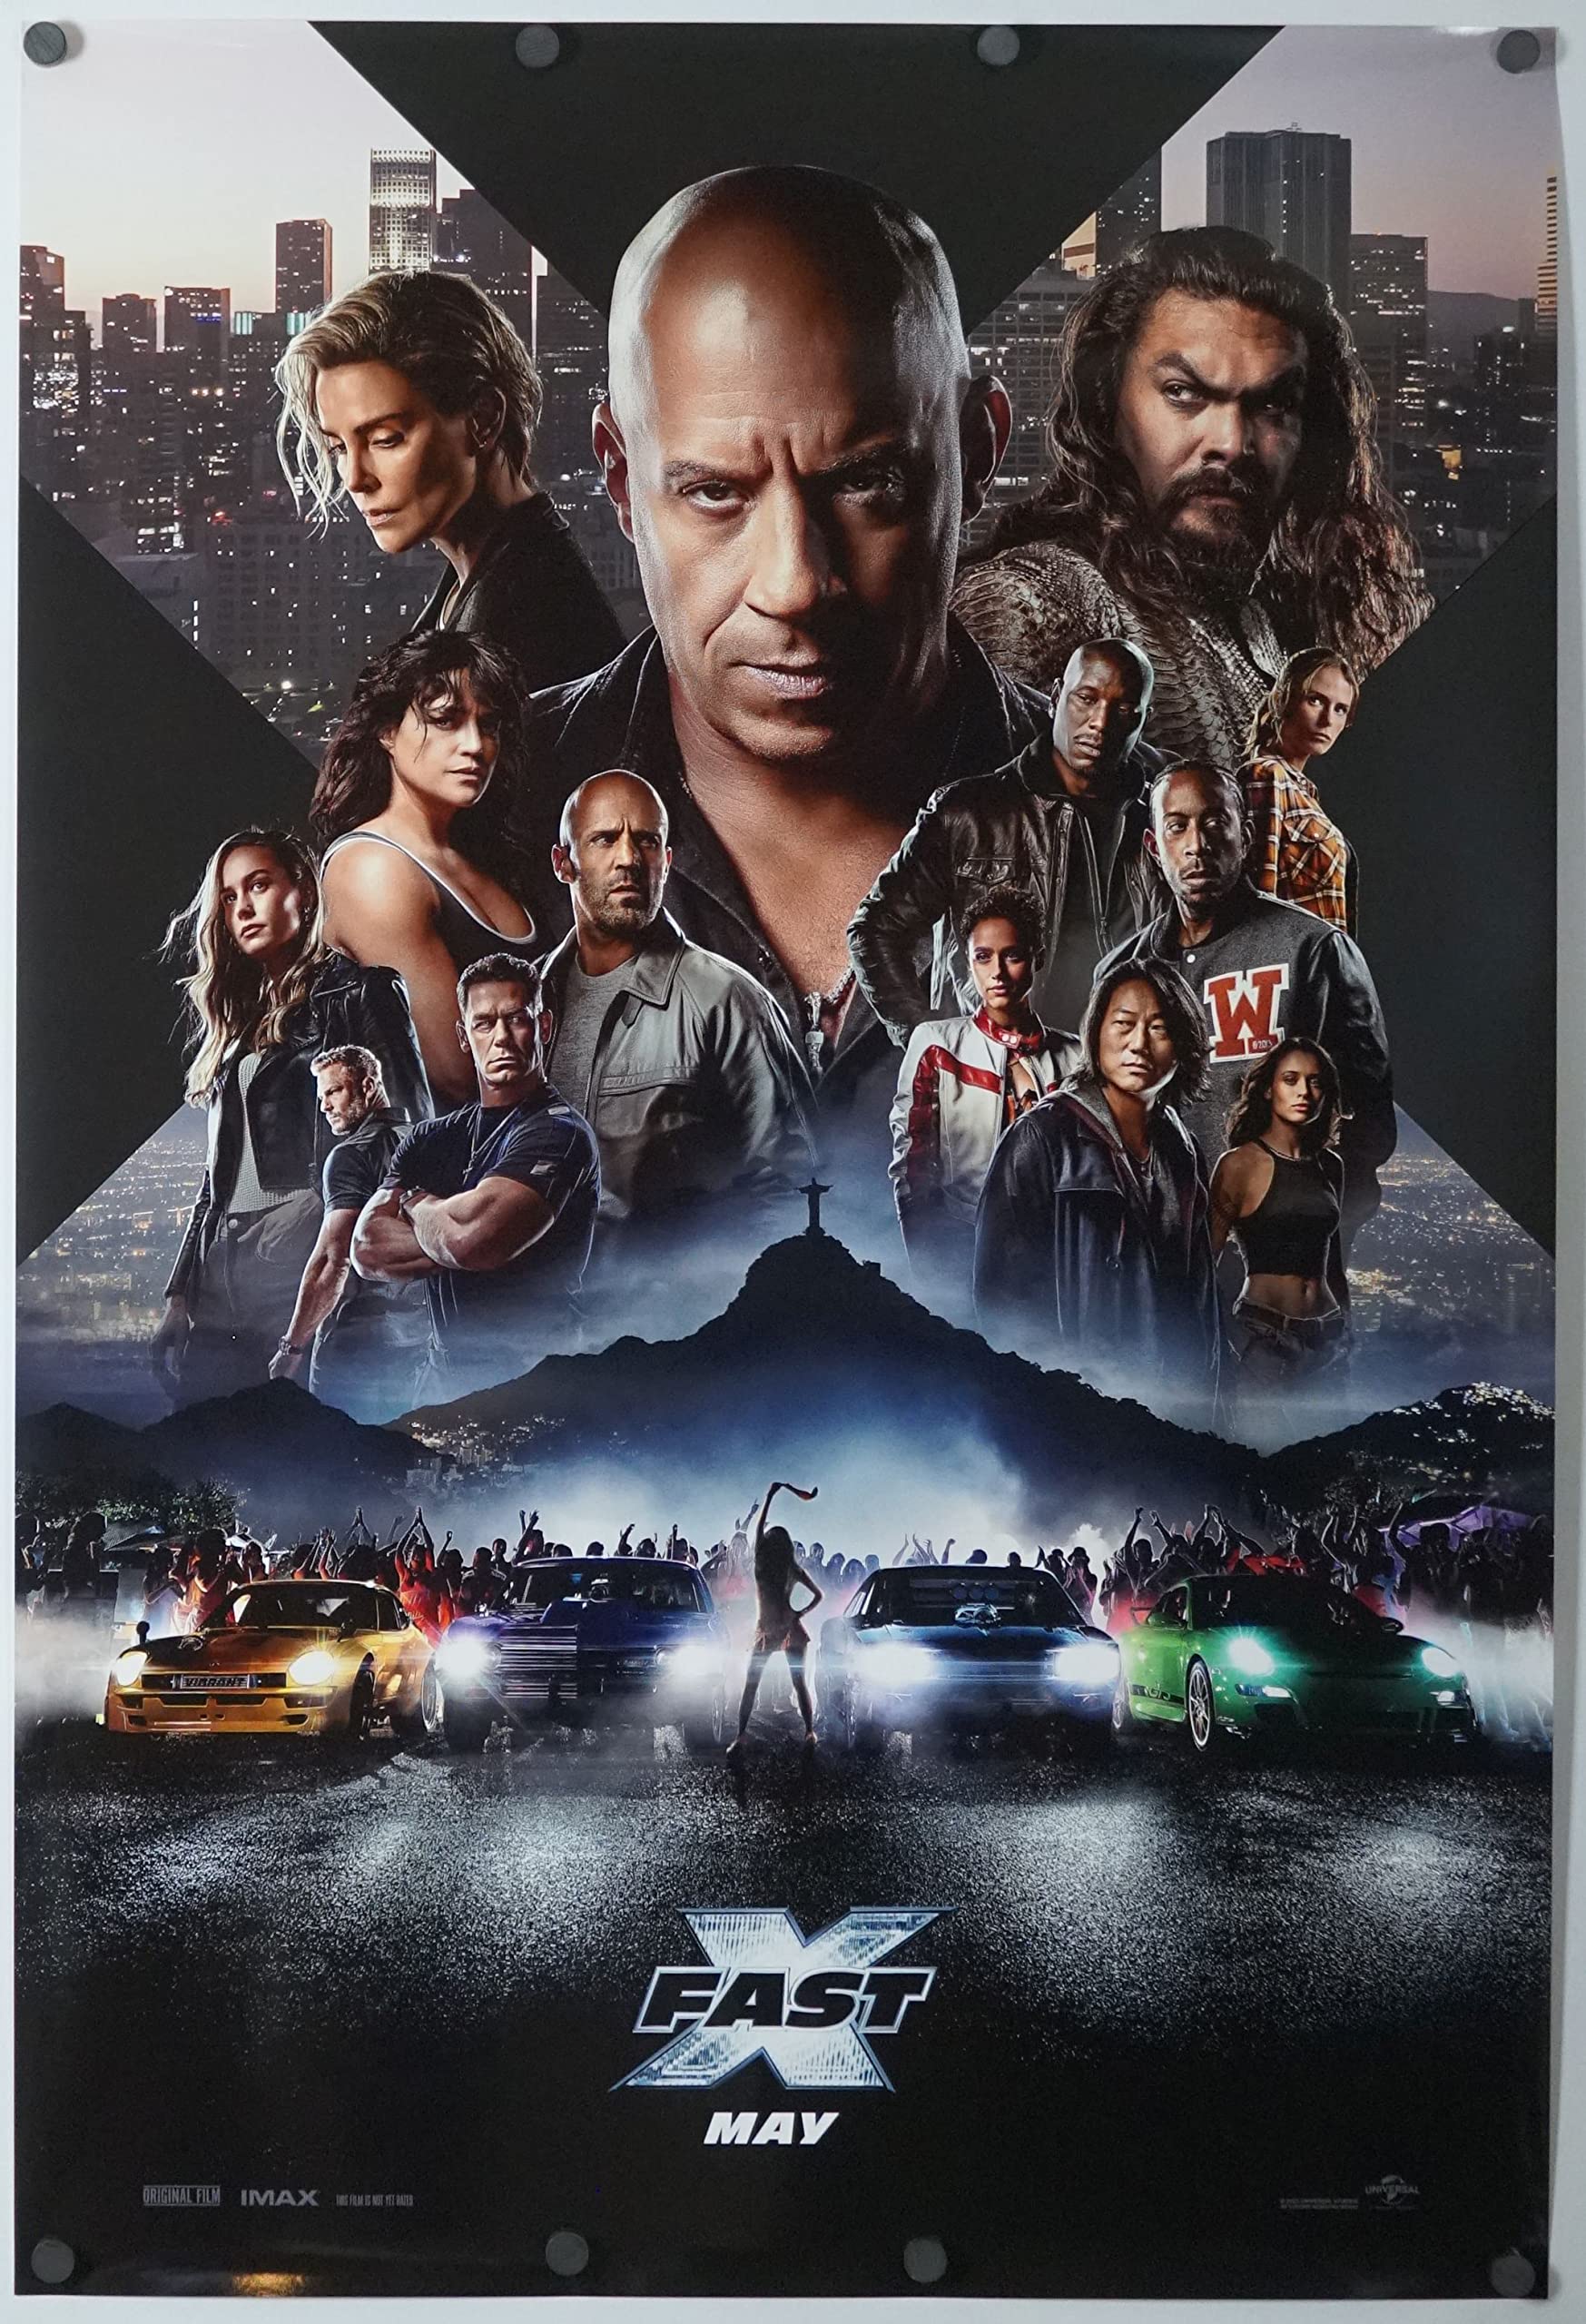 W
FAST
X
MAY
ORIGINAL FILM
IMAX
THIS FILM IS NOT YET RATED
UNIVERSAL